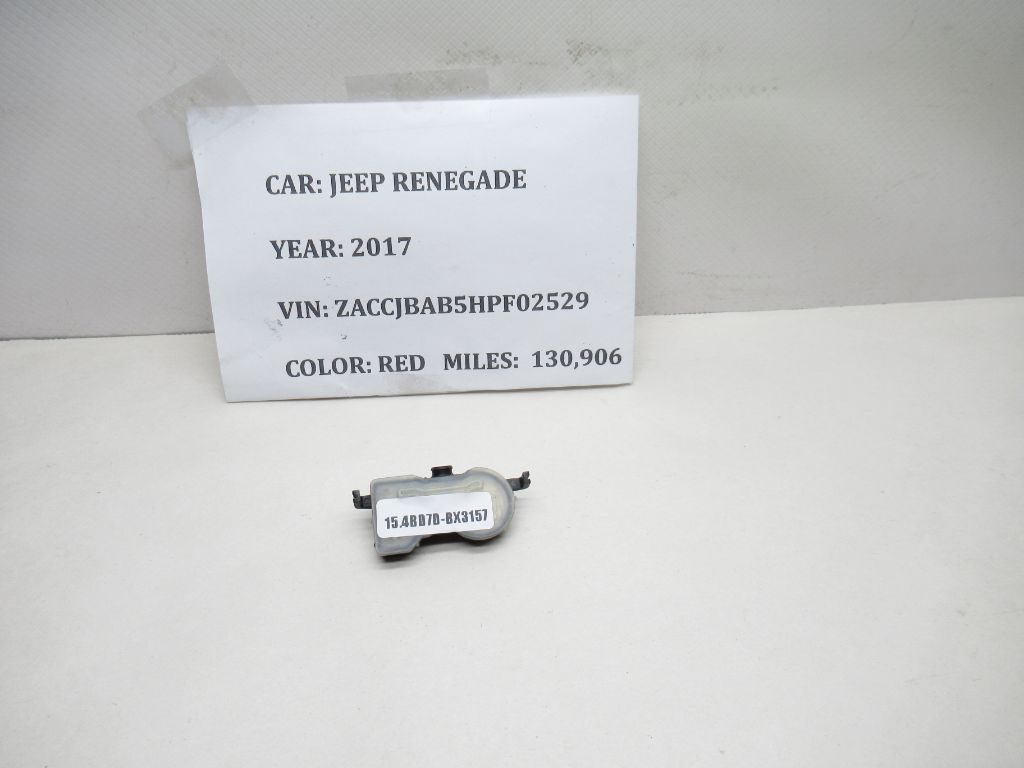 CAR: JEEP RENEGADE
YEAR: 2017
VIN: ZACCJBAB5HPF02529
COLOR: RED MILES: 130,906
15.4BD7D-BX3157